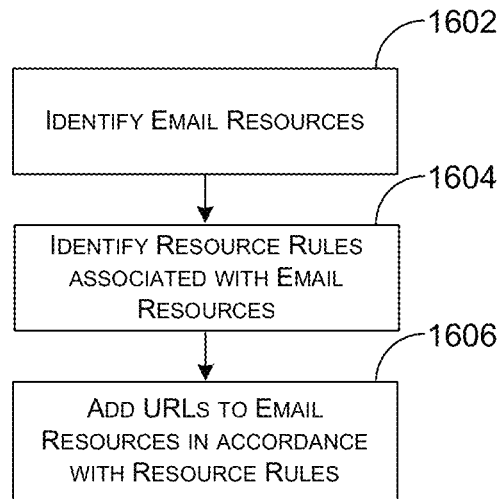 1602
IDENTIFY EMAIL RESOURCES
1604
IDENTIFY RESOURCE RULES
ASSOCIATED WITH EMAIL
RESOURCES
1606
ADD URLS TO EMAIL
RESOURCES IN ACCORDANCE
WITH RESOURCE RULES